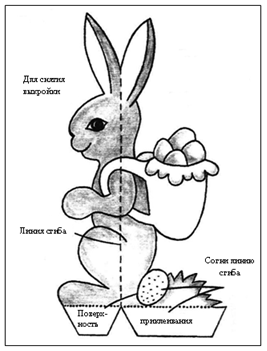 Для снятия
выкройки
Линия сгиба
Согни линию
сгиба
Поверх-
ность
приклеивания